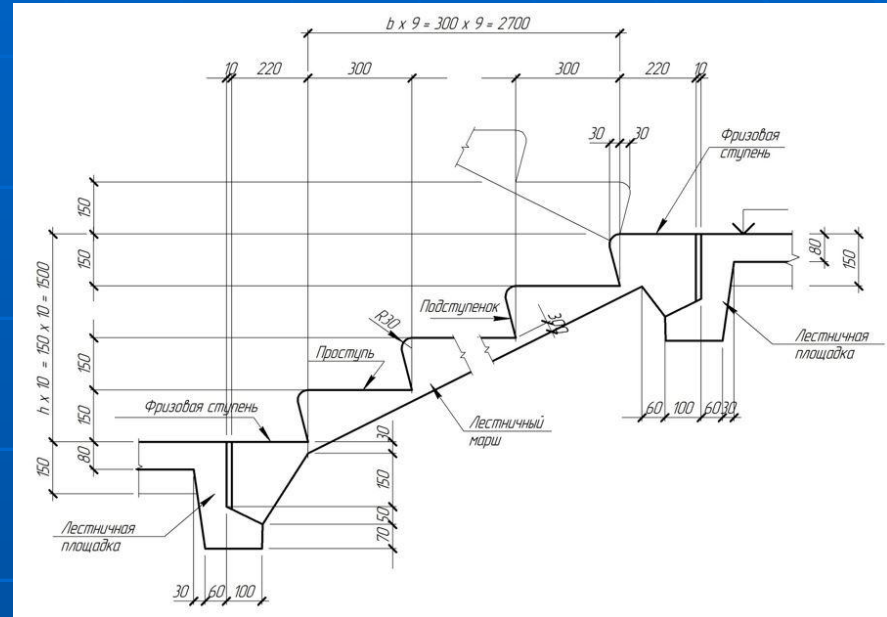 b x 9 = 300 x 9 = 2700
10 220 300 300 220 10
30 30
Фризовая
ступень
150
150
150
150
80
150
h x 10 = 150 x 10 = 1500
80
150
R30
Подступенок
300
Проступь
Лестничная
площадка
Фризовая ступень
Лестничный
марш
60 100 60 30
30
150
50
70
Лестничная
площадка
30 60 100